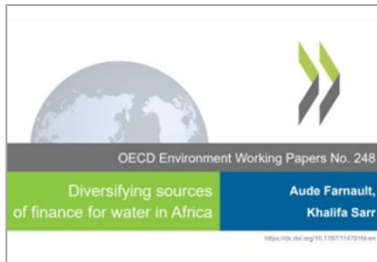 OECD Environment Working Papers No. 248
Diversifying sources
of finance for water in Africa
Aude Farnault,
Khalifa Sarr